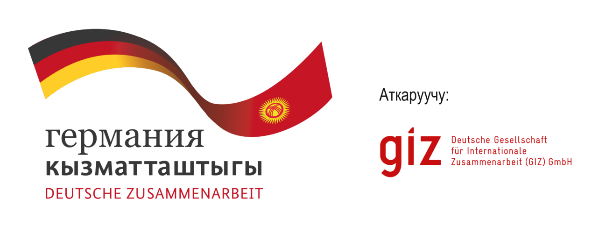 германия
кызматташтыгы
DEUTSCHE ZUSAMMENARBEIT
Аткаруучу:
giz
Deutsche Gesellschaft
für Internationale
Zusammenarbeit (GIZ) GmbH